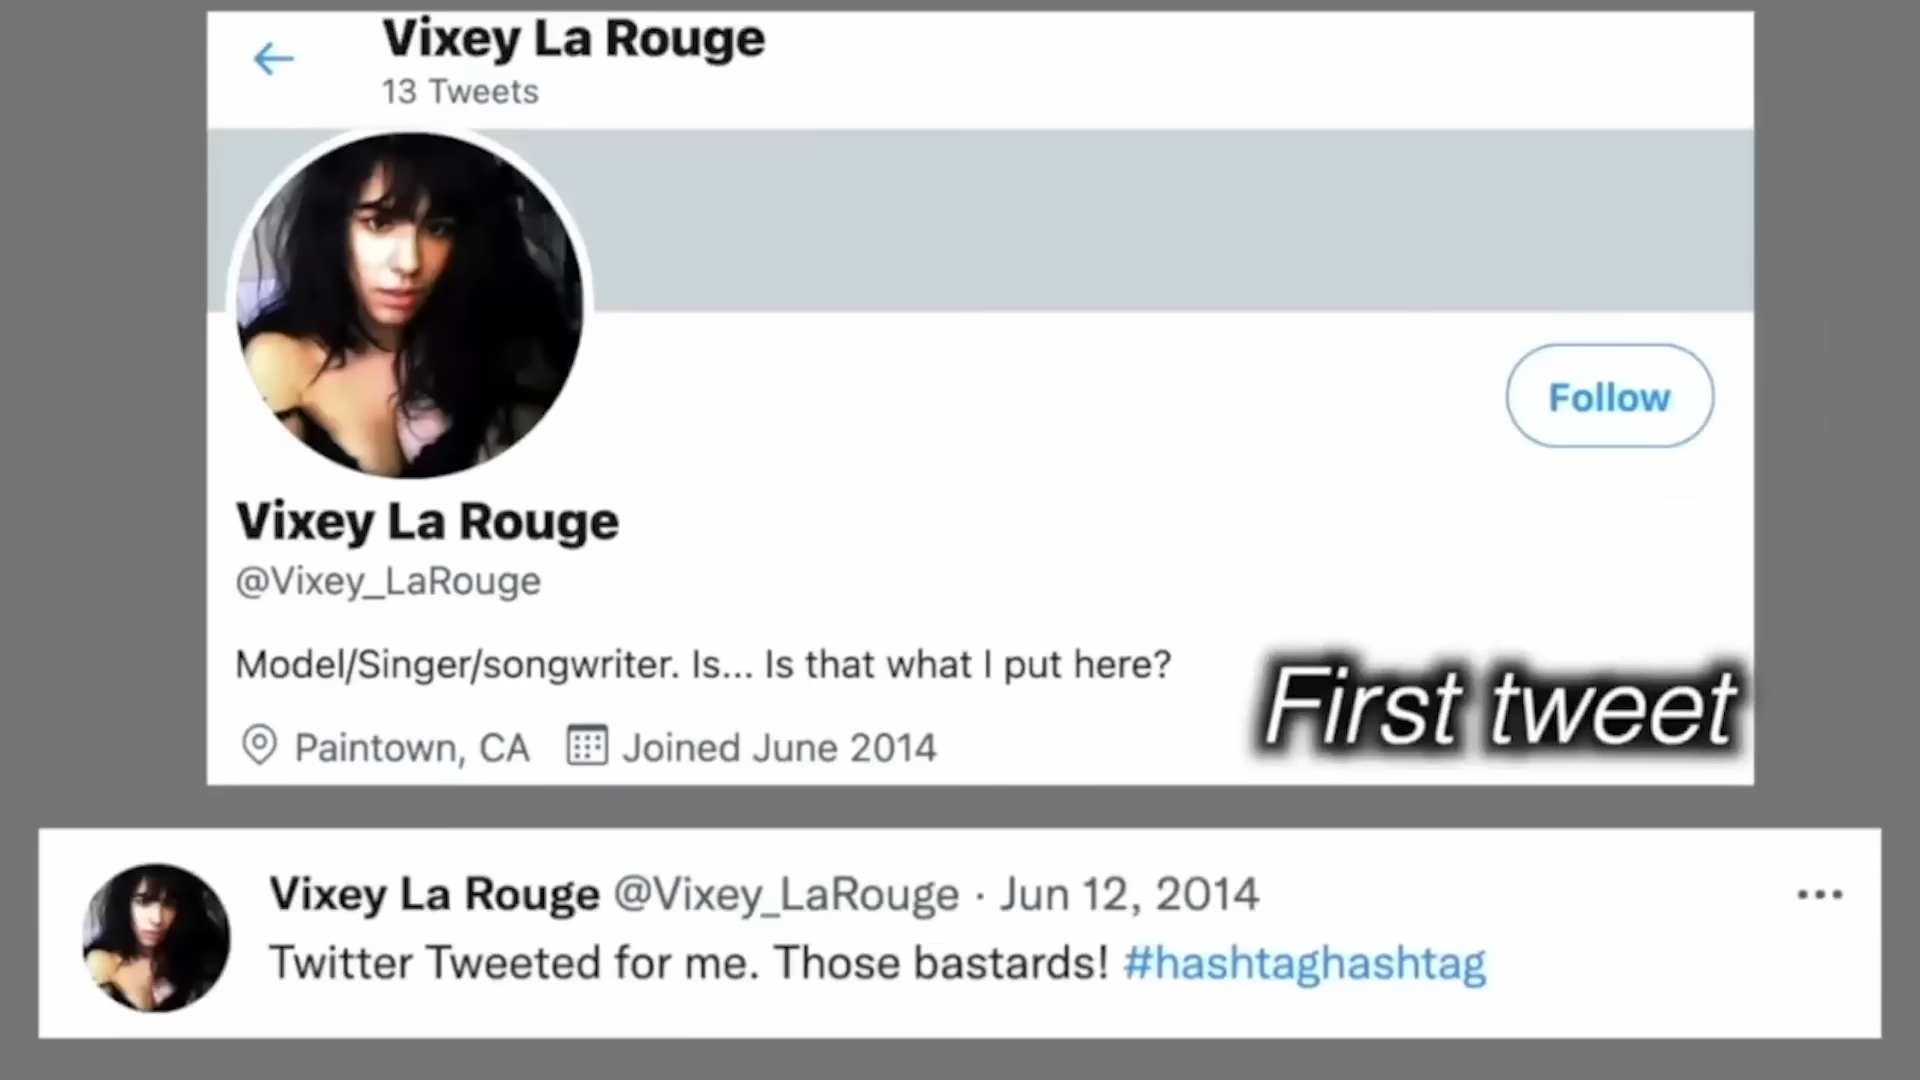 Vixey La Rouge
13 Tweets
Follow
Vixey La Rouge
@Vixey_LaRouge
Model/Singer/songwriter. Is... Is that what I put here?
Paintown, CA Joined June 2014
First tweet
Vixey La Rouge @Vixey_LaRouge · Jun 12, 2014
Twitter Tweeted for me. Those bastards! #hashtaghashtag